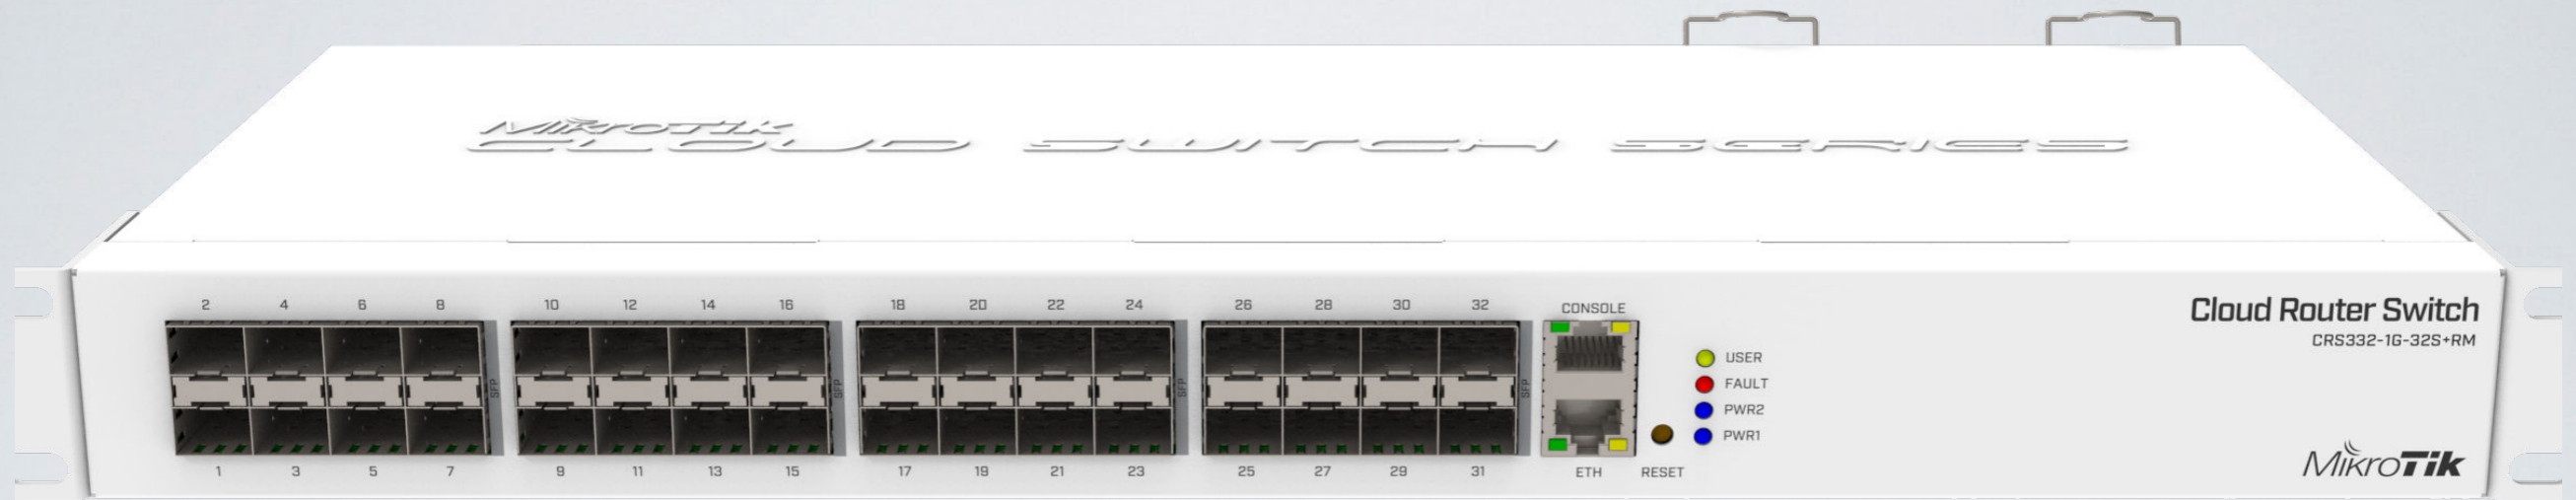 MikroTik
CLOUD SWITCH SERIES
2 4 6 8 10 12 14 16 18 20 22 24 26 28 30 32
CONSOLE
Cloud Router Switch
CRS332-1G-32S+RM
USER
FAULT
PWR2
PWR1
SFP SFP SFP SFP
1 3 5 7 9 11 13 15 17 19 21 23 25 27 29 31
ETH RESET
MikroTik